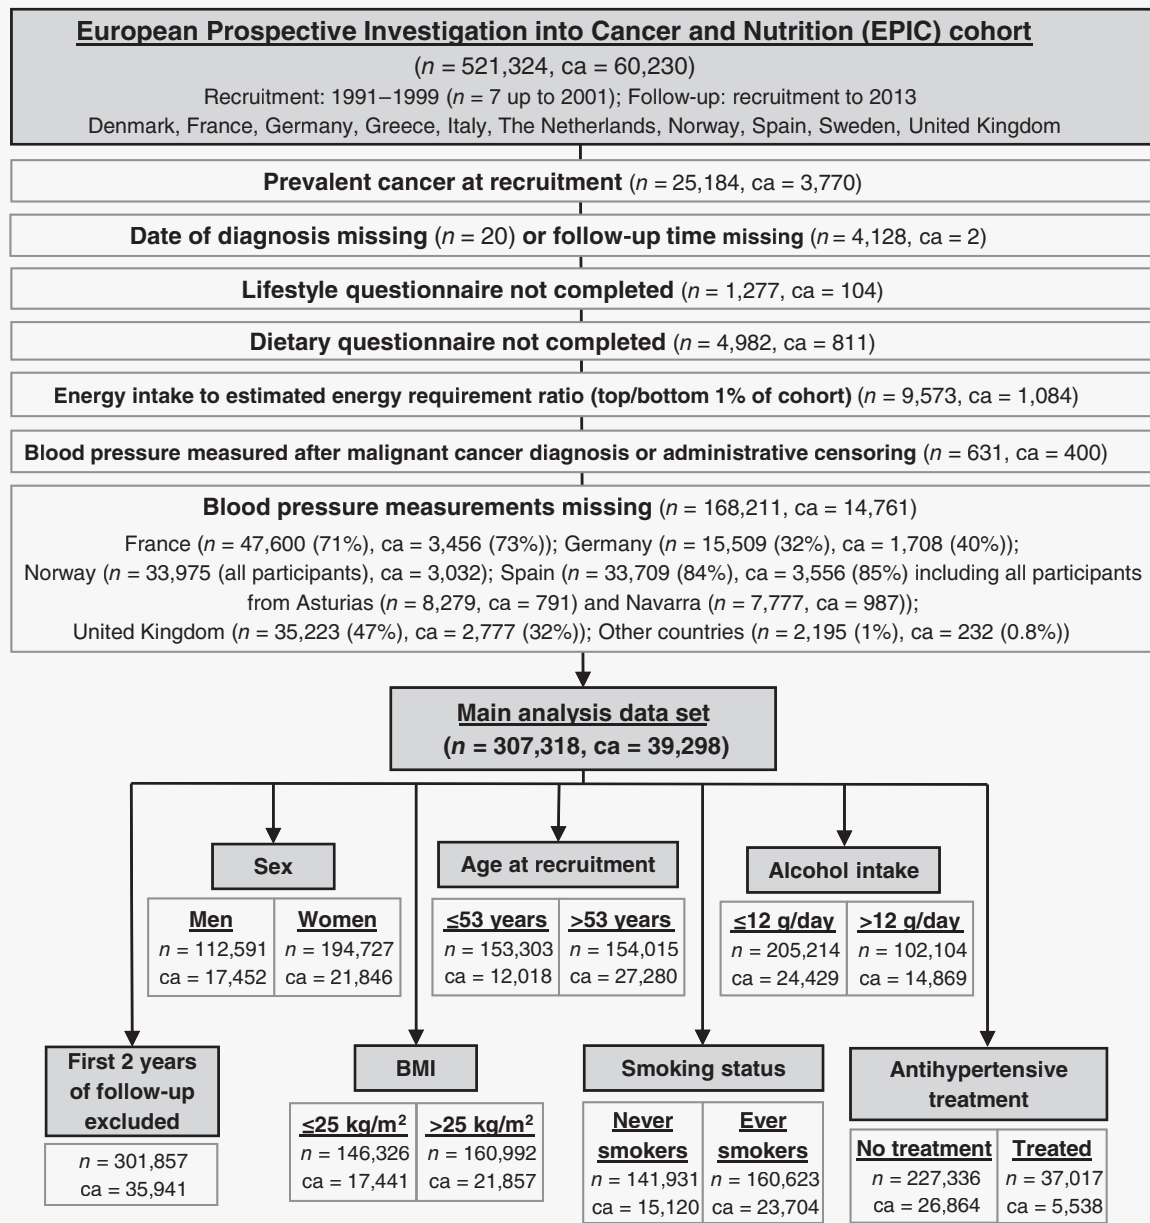 European Prospective Investigation into Cancer and Nutrition (EPIC) cohort
(n = 521,324, ca = 60,230)
Recruitment: 1991–1999 (n = 7 up to 2001); Follow-up: recruitment to 2013
Denmark, France, Germany, Greece, Italy, The Netherlands, Norway, Spain, Sweden, United Kingdom
Prevalent cancer at recruitment (n = 25,184, ca = 3,770)
Date of diagnosis missing (n = 20) or follow-up time missing (n = 4,128, ca = 2)
Lifestyle questionnaire not completed (n = 1,277, ca = 104)
Dietary questionnaire not completed (n = 4,982, ca = 811)
Energy intake to estimated energy requirement ratio (top/bottom 1% of cohort) (n = 9,573, ca = 1,084)
Blood pressure measured after malignant cancer diagnosis or administrative censoring (n = 631, ca = 400)
Blood pressure measurements missing (n = 168,211, ca = 14,761)
France (n = 47,600 (71%), ca = 3,456 (73%)); Germany (n = 15,509 (32%), ca = 1,708 (40%));
Norway (n = 33,975 (all participants), ca = 3,032); Spain (n = 33,709 (84%), ca = 3,556 (85%) including all participants
from Asturias (n = 8,279, ca = 791) and Navarra (n = 7,777, ca = 987));
United Kingdom (n = 35,223 (47%), ca = 2,777 (32%)); Other countries (n = 2,195 (1%), ca = 232 (0.8%))
Main analysis data set
(n = 307,318, ca = 39,298)
Sex
Men
n = 112,591
ca = 17,452
Women
n = 194,727
ca = 21,846
Age at recruitment
≤53 years
n = 153,303
ca = 12,018
>53 years
n = 154,015
ca = 27,280
Alcohol intake
≤12 g/day
n = 205,214
ca = 24,429
>12 g/day
n = 102,104
ca = 14,869
First 2 years
of follow-up
excluded
n = 301,857
ca = 35,941
BMI
≤25 kg/m²
n = 146,326
ca = 17,441
>25 kg/m²
n = 160,992
ca = 21,857
Smoking status
Never
smokers
n = 141,931
ca = 15,120
Ever
smokers
n = 160,623
ca = 23,704
Antihypertensive
treatment
No treatment
n = 227,336
ca = 26,864
Treated
n = 37,017
ca = 5,538